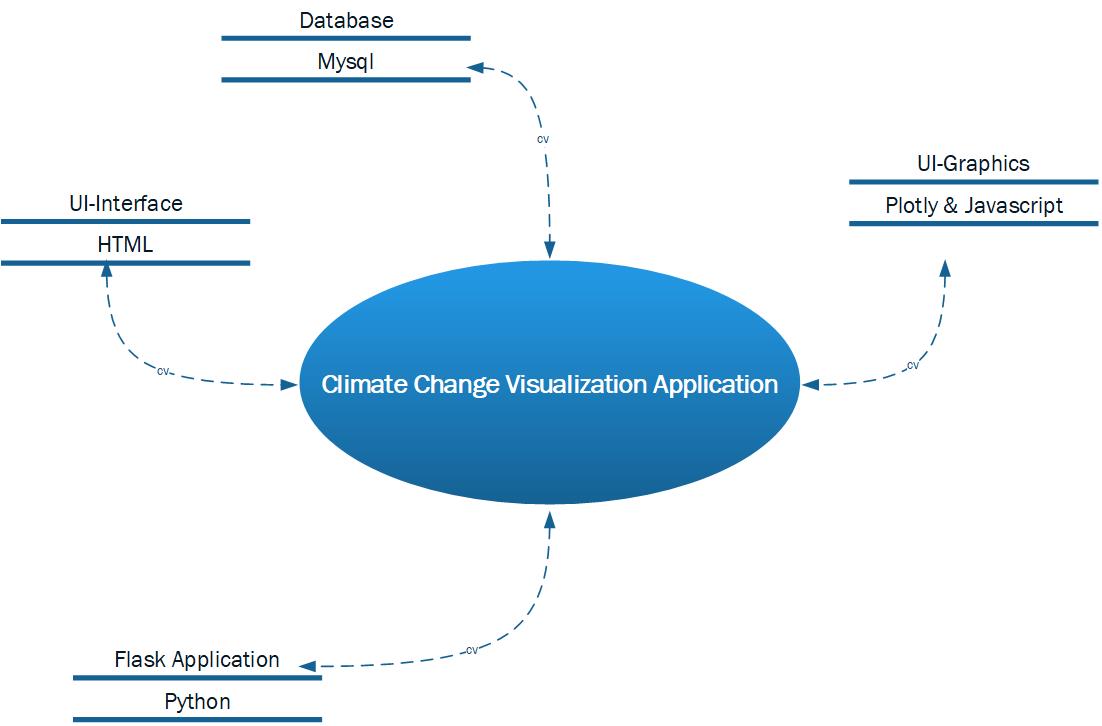 Database
Mysql
cv
UI-Graphics
Plotly & Javascript
UI-Interface
HTML
cv
cv
Climate Change Visualization Application
cv
Flask Application
Python